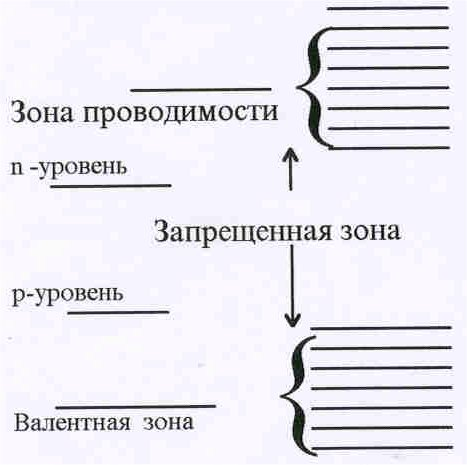 Зона проводимости
n -уровень
Запрещенная зона
p-уровень
Валентная зона